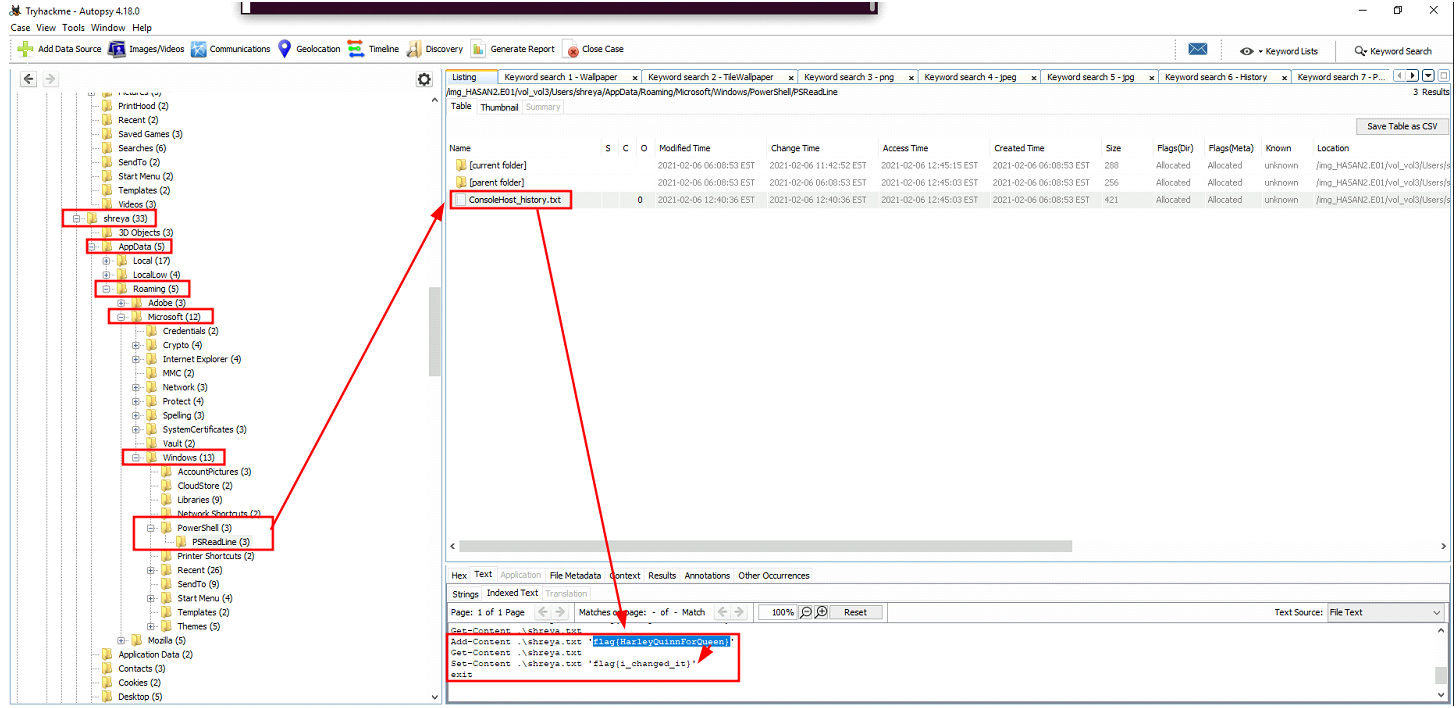 Tryhackme - Autopsy 4.18.0
Case View Tools Window Help
Add Data Source Images/Videos Communications Geolocation Timeline Discovery Generate Report Close Case Keyword Lists Keyword Search
Listing Keyword search 1 - Wallpaper x Keyword search 2 - TileWallpaper x Keyword search 3 - png x Keyword search 4 - jpeg x Keyword search 5 - jpg x Keyword search 6 - History x Keyword search 7 - P...
/img_HASAN2.E01/vol_vol3/Users/shreya/AppData/Roaming/Microsoft/Windows/PowerShell/PSReadLine 3 Results
Table Thumbnail Summary
Save Table as CSV
Name S C O Modified Time Change Time Access Time Created Time Size Flags(Dir) Flags(Meta) Known Location
[current folder] 2021-02-06 06:08:53 EST 2021-02-06 11:42:52 EST 2021-02-06 12:45:15 EST 2021-02-06 06:08:53 EST 288 Allocated Allocated unknown /img_HASAN2.E01/vol_vol3/Users/s
[parent folder] 2021-02-06 06:08:53 EST 2021-02-06 06:08:53 EST 2021-02-06 12:45:03 EST 2021-02-06 06:08:53 EST 256 Allocated Allocated unknown /img_HASAN2.E01/vol_vol3/Users/s
ConsoleHost_history.txt 0 2021-02-06 12:40:36 EST 2021-02-06 12:40:36 EST 2021-02-06 12:45:03 EST 2021-02-06 06:08:53 EST 421 Allocated Allocated unknown /img_HASAN2.E01/vol_vol3/Users/s
Pictures (3)
PrintHood (2)
Recent (2)
Saved Games (3)
Searches (6)
SendTo (2)
Start Menu (2)
Templates (2)
Videos (3)
shreya (33)
3D Objects (3)
AppData (5)
Local (17)
LocalLow (4)
Roaming (5)
Adobe (3)
Microsoft (12)
Credentials (2)
Crypto (4)
Internet Explorer (4)
MMC (2)
Network (3)
Protect (4)
Spelling (3)
SystemCertificates (3)
Vault (2)
Windows (13)
AccountPictures (3)
CloudStore (2)
Libraries (9)
Network Shortcuts (2)
PowerShell (3)
PSReadLine (3)
Printer Shortcuts (2)
Recent (26)
SendTo (9)
Start Menu (4)
Templates (2)
Themes (5)
Mozilla (5)
Application Data (2)
Contacts (3)
Cookies (2)
Desktop (5)
Hex Text Application File Metadata Context Results Annotations Other Occurrences
Strings Indexed Text Translation
Page: 1 of 1 Page Matches on page: - of - Match 100% Reset Text Source: File Text
Get-Content .\shreya.txt
Add-Content .\shreya.txt 'flag{HarleyQuinnForQueen}'
Get-Content .\shreya.txt
Set-Content .\shreya.txt 'flag{i_changed_it}'
exit